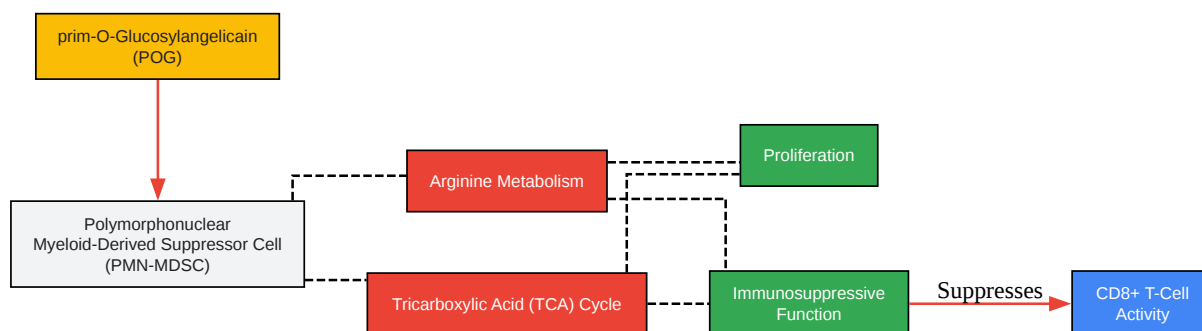 prim-O-Glucosylangelicain
(POG)
Proliferation
Arginine Metabolism
Polymorphonuclear
Myeloid-Derived Suppressor Cell
(PMN-MDSC)
Tricarboxylic Acid (TCA) Cycle
Immunosuppressive
Function
Suppresses
CD8+ T-Cell
Activity